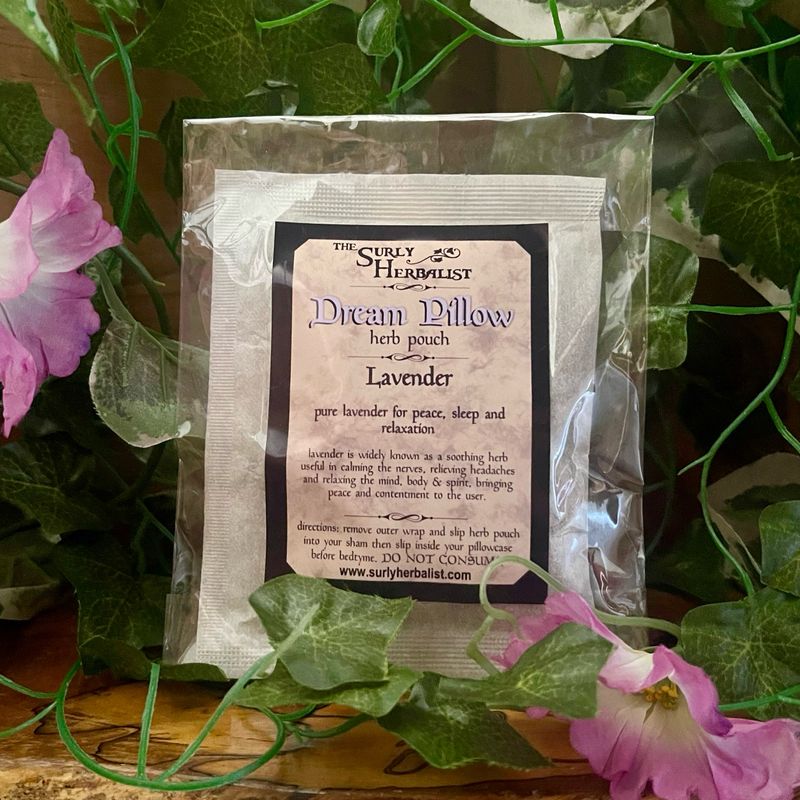 THE
SURLY
HERBALIST
Dream Pillow
herb pouch
Lavender
pure lavender for peace, sleep and
relaxation
lavender is widely known as a soothing herb
useful in calming the nerves, relieving headaches
and relaxing the mind, body & spirit, bringing
peace and contentment to the user.
directions: remove outer wrap and slip herb pouch
into your sham then slip inside your pillowcase
before bedtyme. DO NOT CONSUM
www.surlyherbalist.com